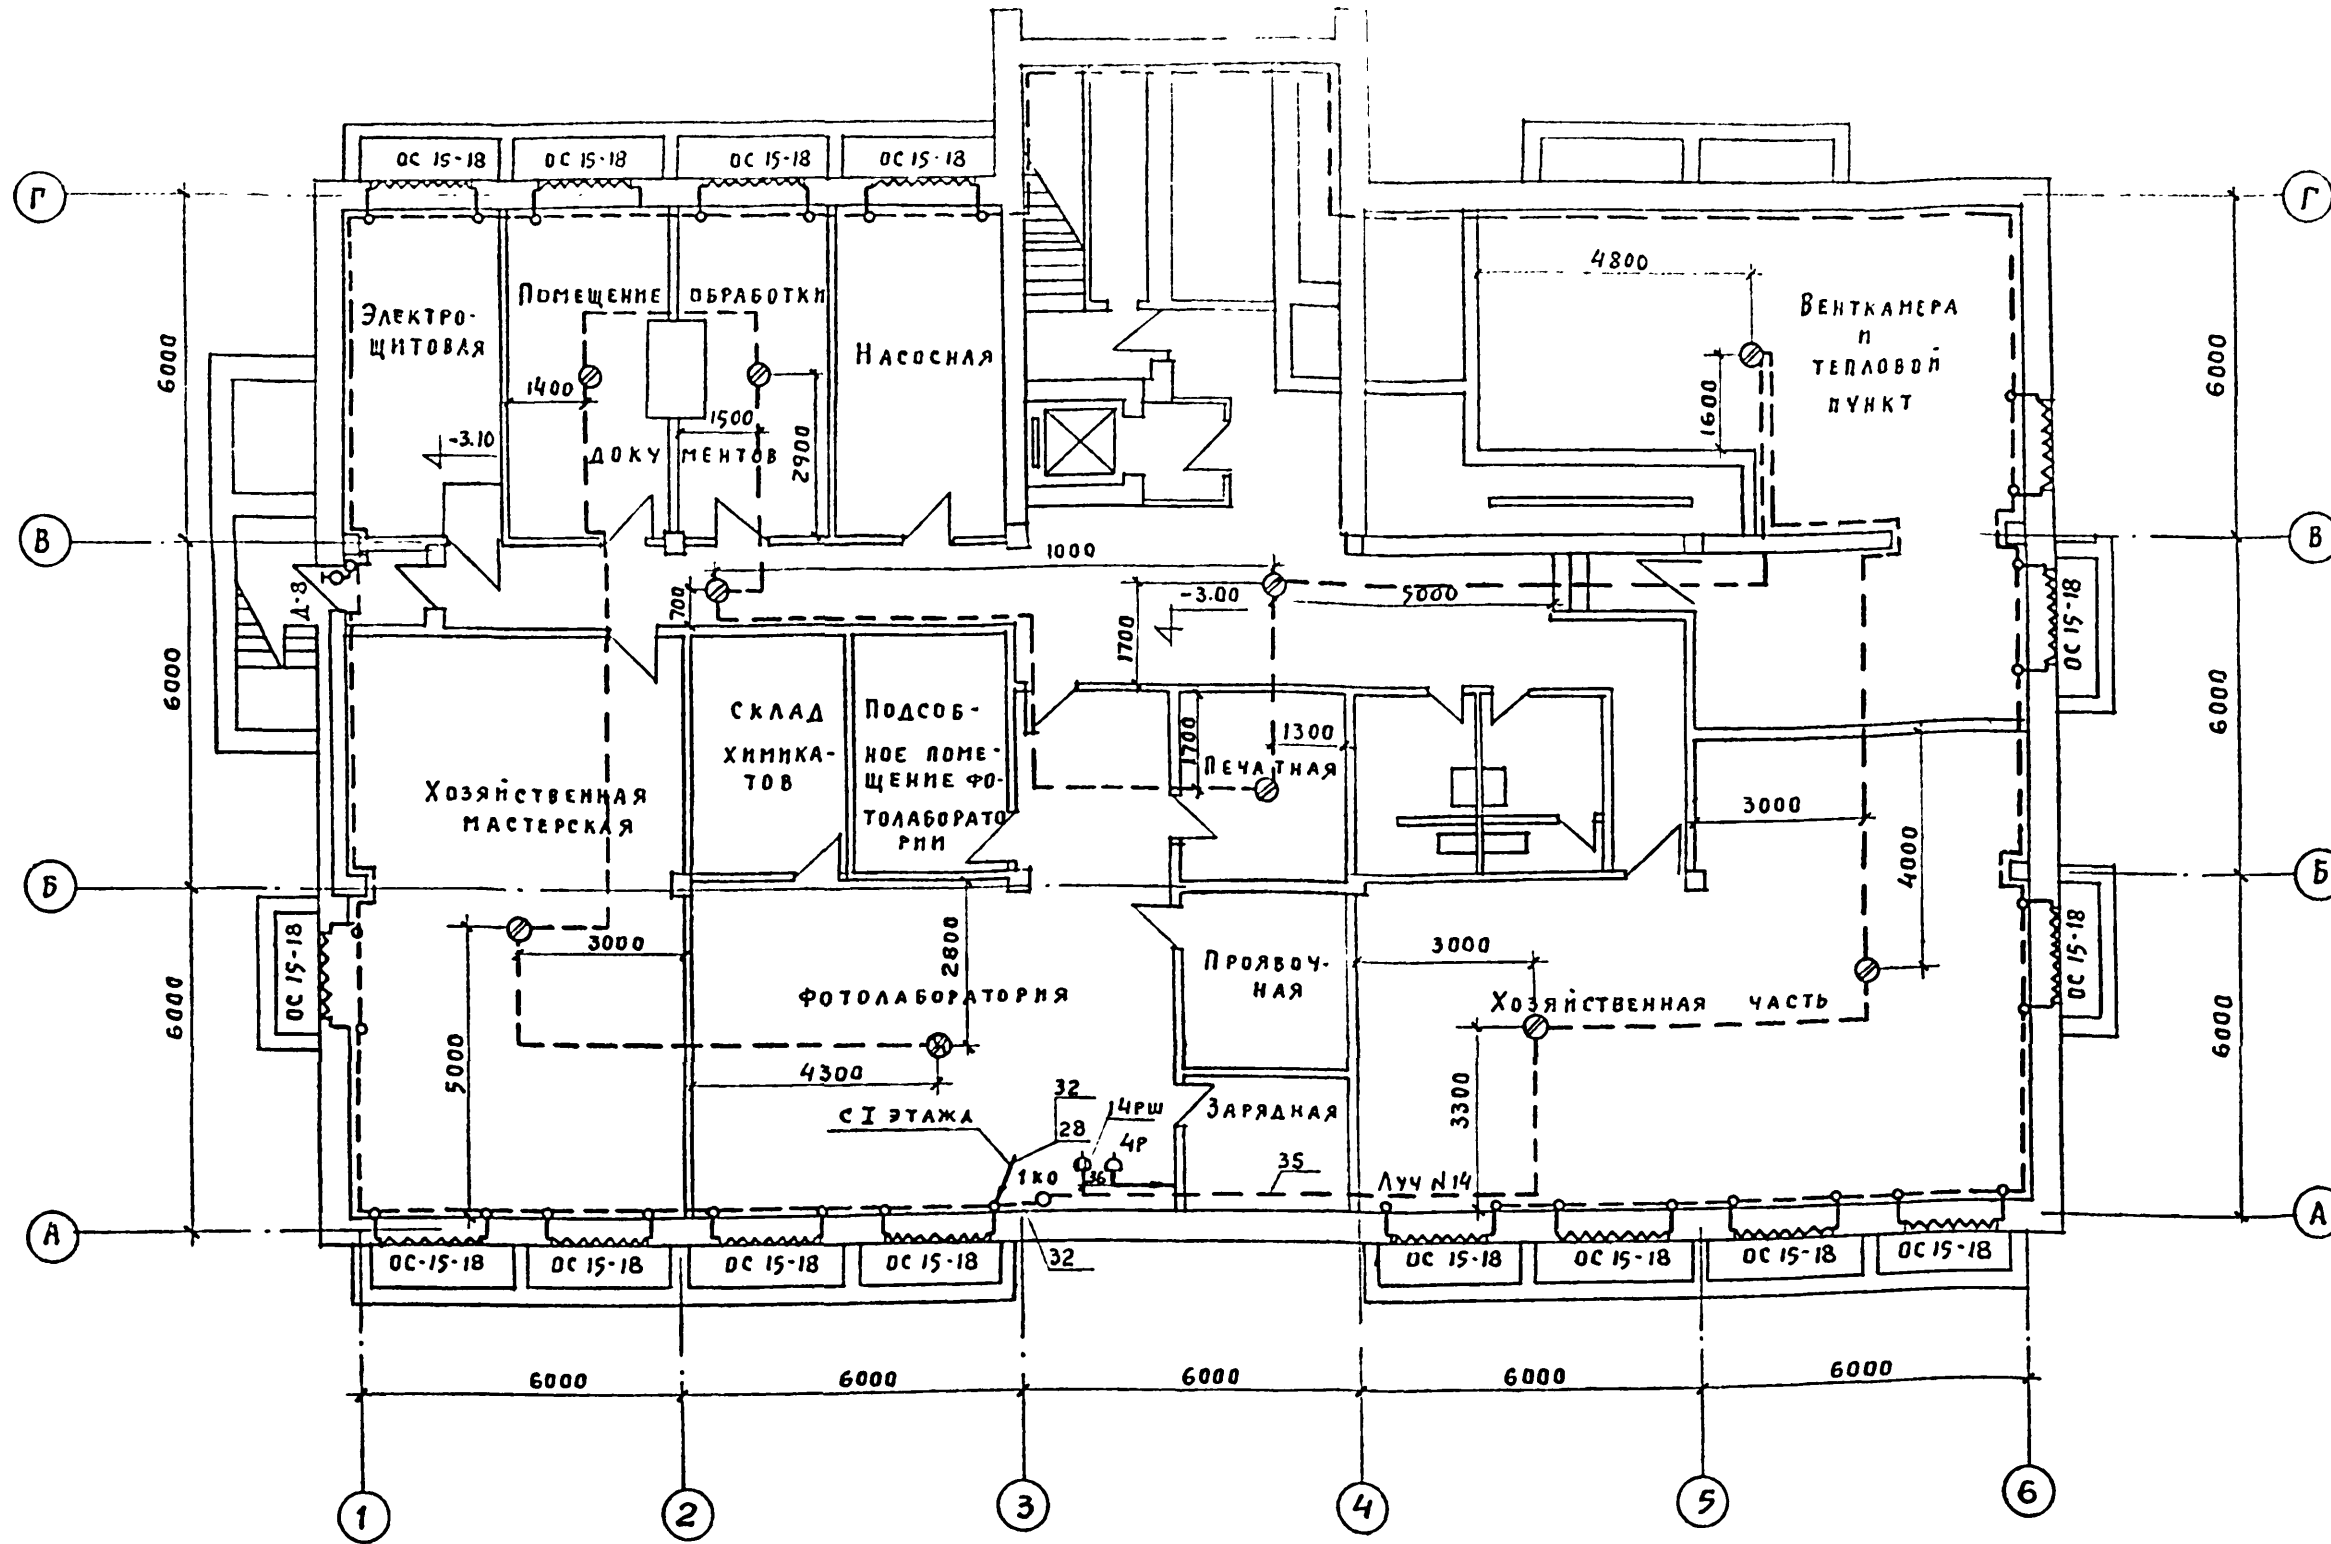 ОС 15-18
ОС 15-18
ОС 15-18
ОС 15-18
Г
Г
4800
ЭЛЕКТРО-
ЩИТОВАЯ
ПОМЕЩЕНИЕ ОБРАБОТКИ
ДОКУМЕНТОВ
НАСОСНАЯ
ВЕНТКАМЕРА
И
ТЕПЛОВОЙ
ПУНКТ
6000
6000
1400
1500
2900
1600
-3.10
В
В
1000
Д-8
700
1700
-3.00
5000
ОС 15-18
6000
6000
СКЛАД
ХИМИКА-
ТОВ
ПОДСОБ-
НОЕ ПОМЕ-
ЩЕНИЕ ФО-
ТОЛАБОРАТО
РИИ
1700
1300
ПЕЧАТНАЯ
ХОЗЯЙСТВЕННАЯ
МАСТЕРСКАЯ
3000
4000
Б
Б
ОС 15-18
3000
2800
ПРОЯВОЧ-
НАЯ
3000
ОС 15-18
ФОТОЛАБОРАТОРИЯ
ХОЗЯЙСТВЕННАЯ ЧАСТЬ
6000
6000
5000
4300
3300
С I ЭТАЖА
32
28
14РШ
4Р
ЗАРЯДНАЯ
1КО
36
35
ЛУЧ N14
А
А
ОС-15-18
ОС 15-18
ОС 15-18
ОС 15-18
32
ОС 15-18
ОС 15-18
ОС 15-18
ОС 15-18
6000
6000
6000
6000
6000
1
2
3
4
5
6